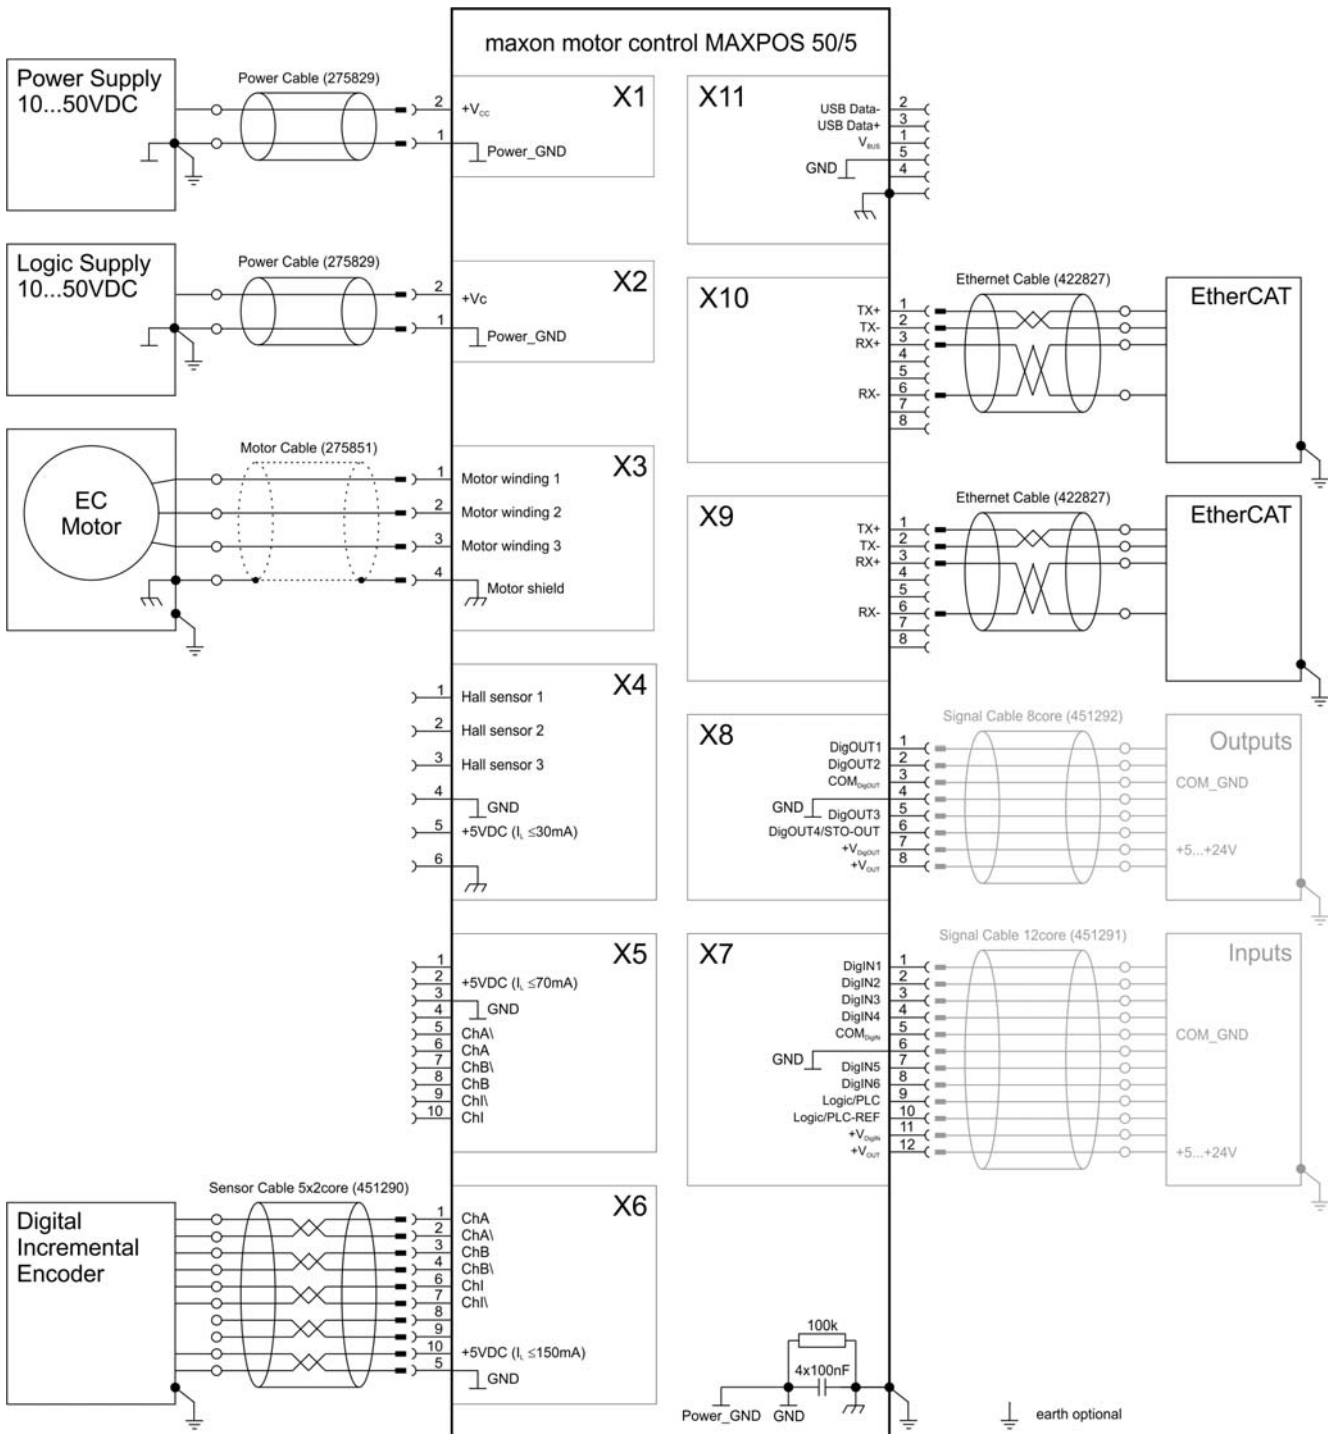 maxon motor control MAXPOS 50/5
Power Supply
10...50VDC
Power Cable (275829)
X1
2
+Vcc
1
Power_GND
Logic Supply
10...50VDC
Power Cable (275829)
X2
2
+Vc
1
Power_GND
EC
Motor
Motor Cable (275851)
X3
1
Motor winding 1
2
Motor winding 2
3
Motor winding 3
4
Motor shield
X4
1
Hall sensor 1
2
Hall sensor 2
3
Hall sensor 3
4
GND
5
+5VDC (IL ≤30mA)
6
X5
1
2
+5VDC (IL ≤70mA)
3
GND
4
5
ChA\
6
ChA
7
ChB\
8
ChB
9
ChI\
10
ChI
Digital
Incremental
Encoder
Sensor Cable 5x2core (451290)
X6
1
ChA
2
ChA\
3
ChB
4
ChB\
6
ChI
7
ChI\
8
9
10
+5VDC (IL ≤150mA)
5
GND
X11
USB Data-
2
USB Data+
3
VBUS
1
GND
5
4
X10
TX+
1
TX-
2
RX+
3
4
5
RX-
6
7
8
Ethernet Cable (422827)
EtherCAT
X9
TX+
1
TX-
2
RX+
3
4
5
RX-
6
7
8
Ethernet Cable (422827)
EtherCAT
X8
DigOUT1
1
DigOUT2
2
COMDigOUT
3
GND
4
DigOUT3
5
DigOUT4/STO-OUT
6
+VDigOUT
7
+VOUT
8
Signal Cable 8core (451292)
Outputs
COM_GND
+5...+24V
X7
DigIN1
1
DigIN2
2
DigIN3
3
DigIN4
4
COMDigIN
5
GND
6
DigIN5
7
DigIN6
8
Logic/PLC
9
Logic/PLC-REF
10
+VDigIN
11
+VOUT
12
Signal Cable 12core (451291)
Inputs
COM_GND
+5...+24V
100k
4x100nF
Power_GND
GND
earth optional